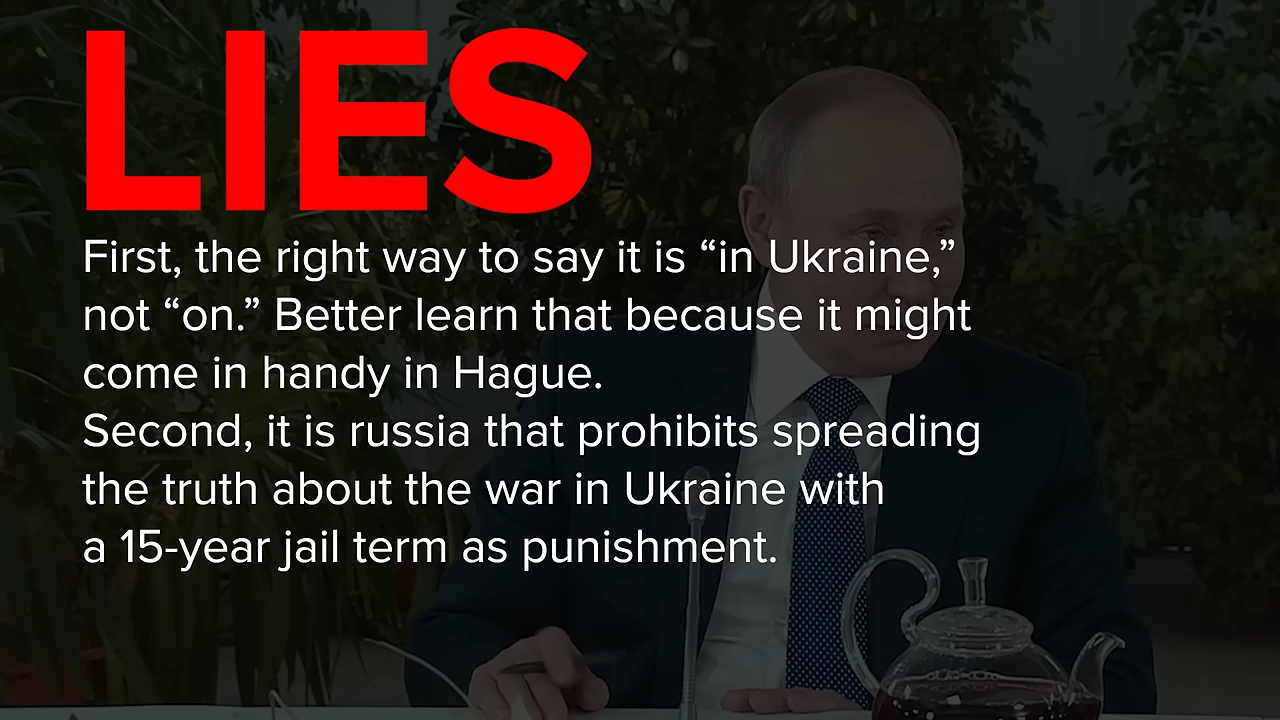 LIES
First, the right way to say it is “in Ukraine,”
not “on.” Better learn that because it might
come in handy in Hague.
Second, it is russia that prohibits spreading
the truth about the war in Ukraine with
a 15-year jail term as punishment.